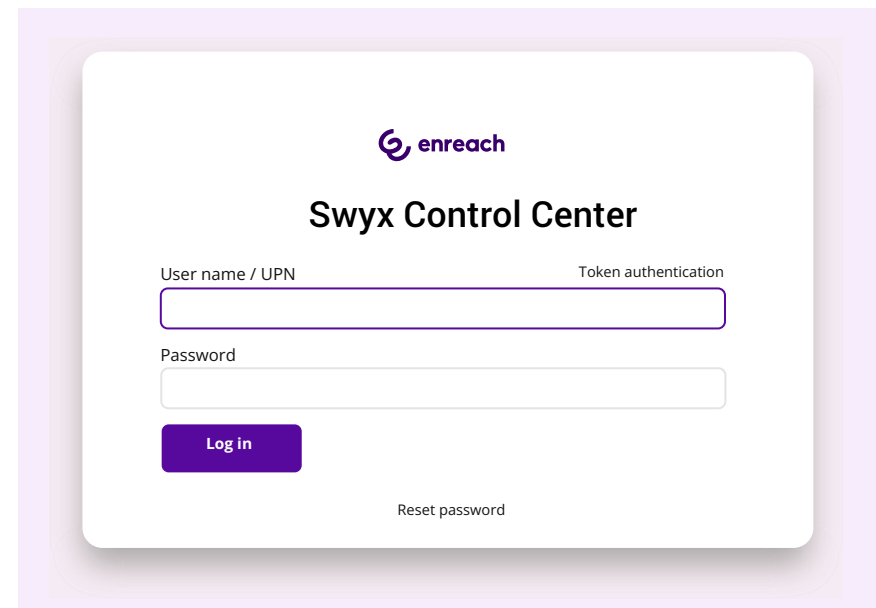 enreach
Swyx Control Center
User name / UPN
Token authentication
Password
Log in
Reset password